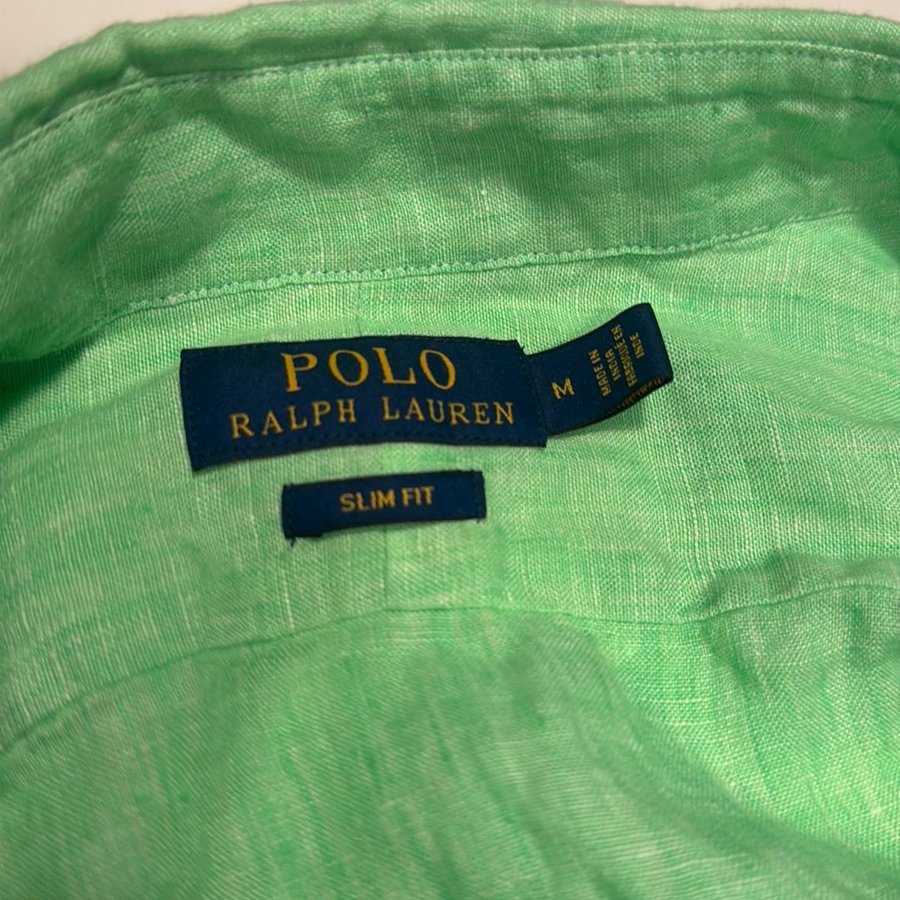 POLO
RALPH LAUREN
M
MADE IN
INDIA
FABRIQUÉ EN
INDE
SLIM FIT